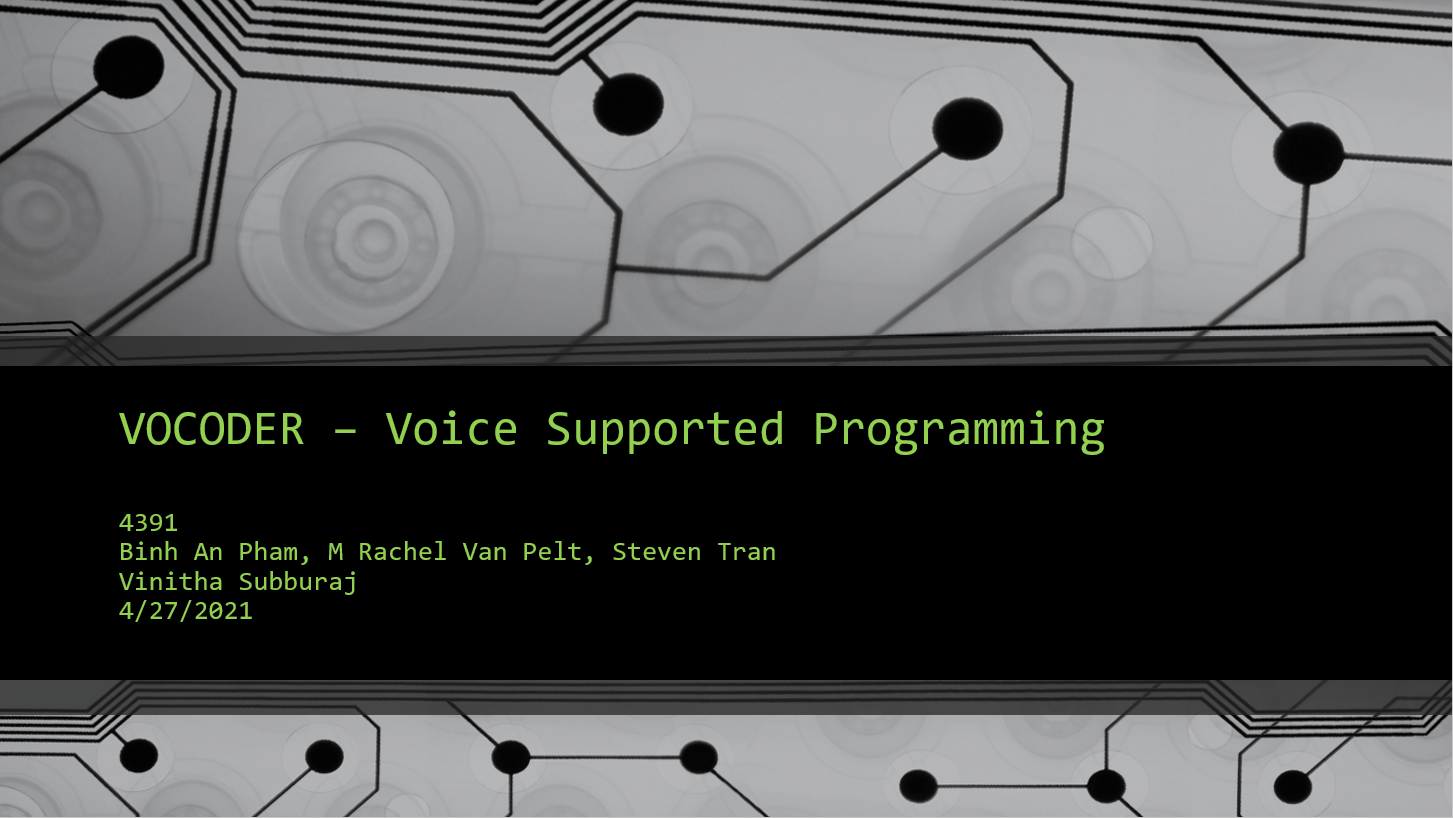 VOCODER – Voice Supported Programming
4391
Binh An Pham, M Rachel Van Pelt, Steven Tran
Vinitha Subburaj
4/27/2021